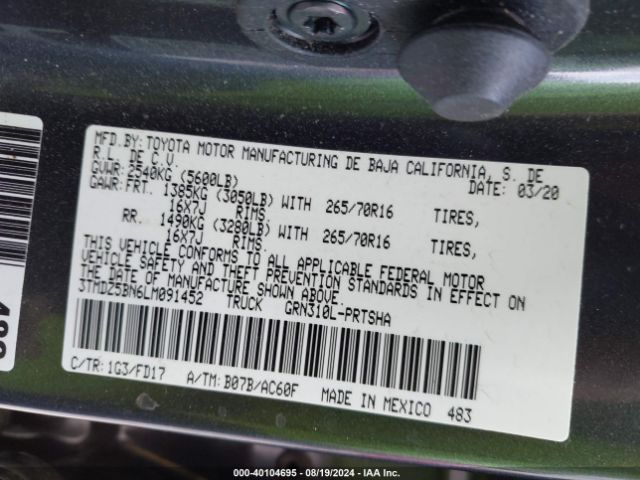 MFD.BY: TOYOTA MOTOR MANUFACTURING DE BAJA CALIFORNIA, S. DE
R.L. DE C.V. DATE: 03/20
GVWR: 2540KG (5600LB)
GAWR: FRT. 1385KG (3050LB) WITH 265/70R16 TIRES,
16X7J RIMS.
RR. 1490KG (3280LB) WITH 265/70R16 TIRES,
16X7J RIMS.
THIS VEHICLE CONFORMS TO ALL APPLICABLE FEDERAL MOTOR
VEHICLE SAFETY AND THEFT PREVENTION STANDARDS IN EFFECT ON
THE DATE OF MANUFACTURE SHOWN ABOVE.
3TMDZ5BN6LM091452 TRUCK GRN310L-PRTSHA
C/TR: 1G3/FD17 A/TM: B07B/AC60F MADE IN MEXICO 483
000-40104695 - 08/19/2024 - IAA Inc.